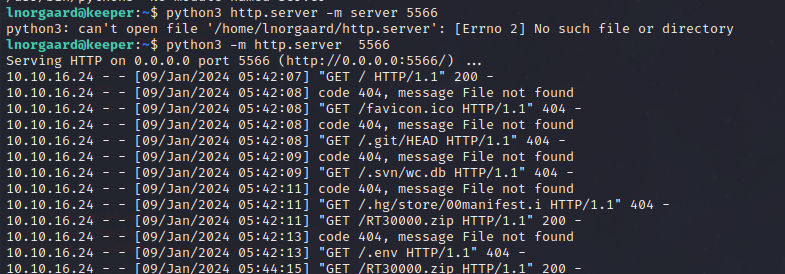 lnorgaard@keeper:~$ python3 http.server -m server 5566
python3: can't open file '/home/lnorgaard/http.server': [Errno 2] No such file or directory
lnorgaard@keeper:~$ python3 -m http.server  5566
Serving HTTP on 0.0.0.0 port 5566 (http://0.0.0.0:5566/) ...
10.10.16.24 - - [09/Jan/2024 05:42:07] "GET / HTTP/1.1" 200 -
10.10.16.24 - - [09/Jan/2024 05:42:08] code 404, message File not found
10.10.16.24 - - [09/Jan/2024 05:42:08] "GET /favicon.ico HTTP/1.1" 404 -
10.10.16.24 - - [09/Jan/2024 05:42:08] code 404, message File not found
10.10.16.24 - - [09/Jan/2024 05:42:08] "GET /.git/HEAD HTTP/1.1" 404 -
10.10.16.24 - - [09/Jan/2024 05:42:09] code 404, message File not found
10.10.16.24 - - [09/Jan/2024 05:42:09] "GET /.svn/wc.db HTTP/1.1" 404 -
10.10.16.24 - - [09/Jan/2024 05:42:11] code 404, message File not found
10.10.16.24 - - [09/Jan/2024 05:42:11] "GET /.hg/store/00manifest.i HTTP/1.1" 404 -
10.10.16.24 - - [09/Jan/2024 05:42:11] "GET /RT30000.zip HTTP/1.1" 200 -
10.10.16.24 - - [09/Jan/2024 05:42:13] code 404, message File not found
10.10.16.24 - - [09/Jan/2024 05:42:13] "GET /.env HTTP/1.1" 404 -
10.10.16.24 - - [09/Jan/2024 05:44:15] "GET /RT30000.zip HTTP/1.1" 200 -